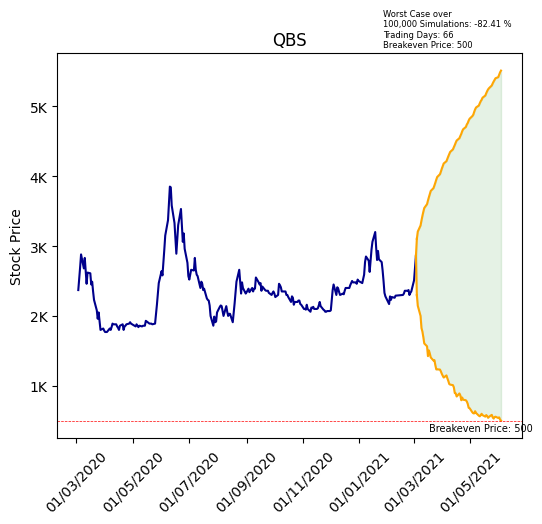 Worst Case over
100,000 Simulations: -82.41 %
Trading Days: 66
Breakeven Price: 500
QBS
Stock Price
5K
4K
3K
2K
1K
Breakeven Price: 500
01/03/2020
01/05/2020
01/07/2020
01/09/2020
01/11/2020
01/01/2021
01/03/2021
01/05/2021